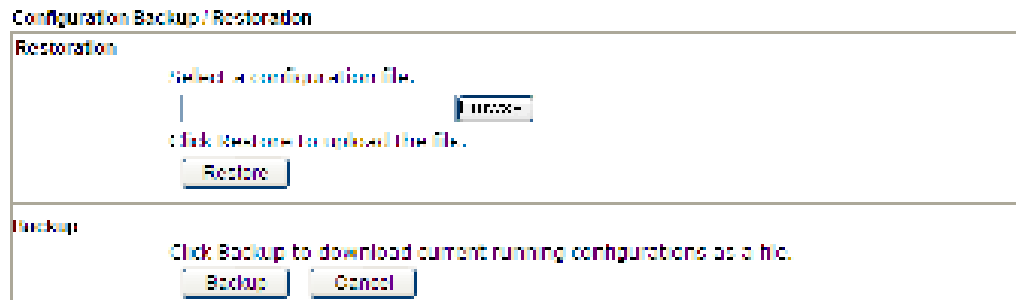 Configuration Backup / Restoration
Restoration
Select a configuration file.
Browse
Click Restore to upload the file.
Restore
Backup
Click Backup to download current running configurations as a file.
Backup Cancel